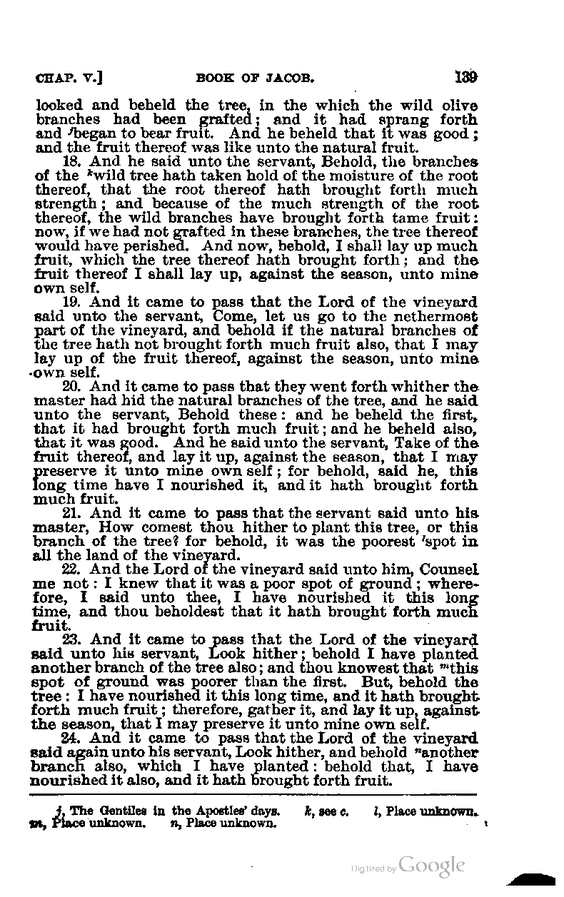 CHAP. V.] BOOK OF JACOB. 139
looked and beheld the tree, in the which the wild olive
branches had been grafted; and it had sprang forth
and ʲbegan to bear fruit. And he beheld that it was good;
and the fruit thereof was like unto the natural fruit.
18. And he said unto the servant, Behold, the branches
of the ᵏwild tree hath taken hold of the moisture of the root
thereof, that the root thereof hath brought forth much
strength; and because of the much strength of the root
thereof, the wild branches have brought forth tame fruit:
now, if we had not grafted in these branches, the tree thereof
would have perished. And now, behold, I shall lay up much
fruit, which the tree thereof hath brought forth; and the
fruit thereof I shall lay up, against the season, unto mine
own self.
19. And it came to pass that the Lord of the vineyard
said unto the servant, Come, let us go to the nethermost
part of the vineyard, and behold if the natural branches of
the tree hath not brought forth much fruit also, that I may
lay up of the fruit thereof, against the season, unto mine
own self.
20. And it came to pass that they went forth whither the
master had hid the natural branches of the tree, and he said
unto the servant, Behold these: and he beheld the first,
that it had brought forth much fruit; and he beheld also,
that it was good. And he said unto the servant, Take of the
fruit thereof, and lay it up, against the season, that I may
preserve it unto mine own self; for behold, said he, this
long time have I nourished it, and it hath brought forth
much fruit.
21. And it came to pass that the servant said unto his
master, How comest thou hither to plant this tree, or this
branch of the tree? for behold, it was the poorest ˡspot in
all the land of the vineyard.
22. And the Lord of the vineyard said unto him, Counsel
me not: I knew that it was a poor spot of ground; where-
fore, I said unto thee, I have nourished it this long
time, and thou beholdest that it hath brought forth much
fruit.
23. And it came to pass that the Lord of the vineyard
said unto his servant, Look hither; behold I have planted
another branch of the tree also; and thou knowest that ᵐthis
spot of ground was poorer than the first. But, behold the
tree: I have nourished it this long time, and it hath brought
forth much fruit; therefore, gather it, and lay it up, against
the season, that I may preserve it unto mine own self.
24. And it came to pass that the Lord of the vineyard
said again unto his servant, Look hither, and behold ⁿanother
branch also, which I have planted: behold that, I have
nourished it also, and it hath brought forth fruit.
j, The Gentiles in the Apostles' days. k, see c. l, Place unknown.
m, Place unknown. n, Place unknown.
Digitized by Google